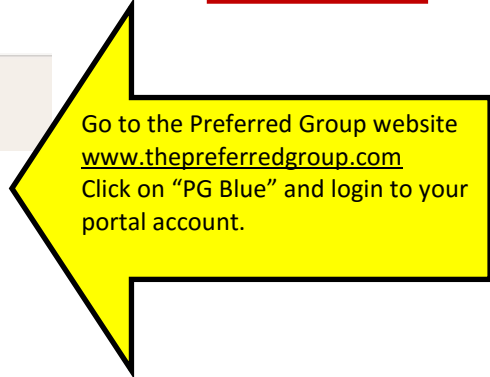 Go to the Preferred Group website
www.thepreferredgroup.com
Click on “PG Blue” and login to your
portal account.